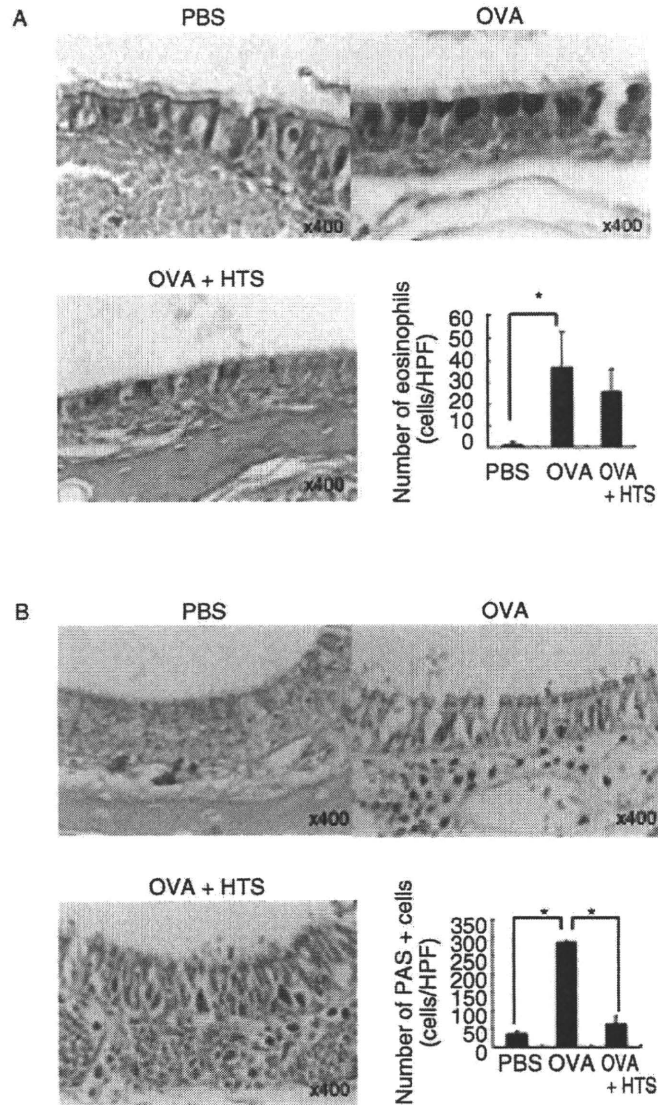 A
PBS
OVA
x400
x400
OVA + HTS
x400
Number of eosinophils
(cells/HPF)
60
50
40
30
20
10
0
*
PBS
OVA
OVA
+ HTS
B
PBS
OVA
x400
x400
OVA + HTS
x400
Number of PAS + cells
(cells/HPF)
350
300
250
200
150
100
50
0
*
*
PBS
OVA
OVA
+ HTS